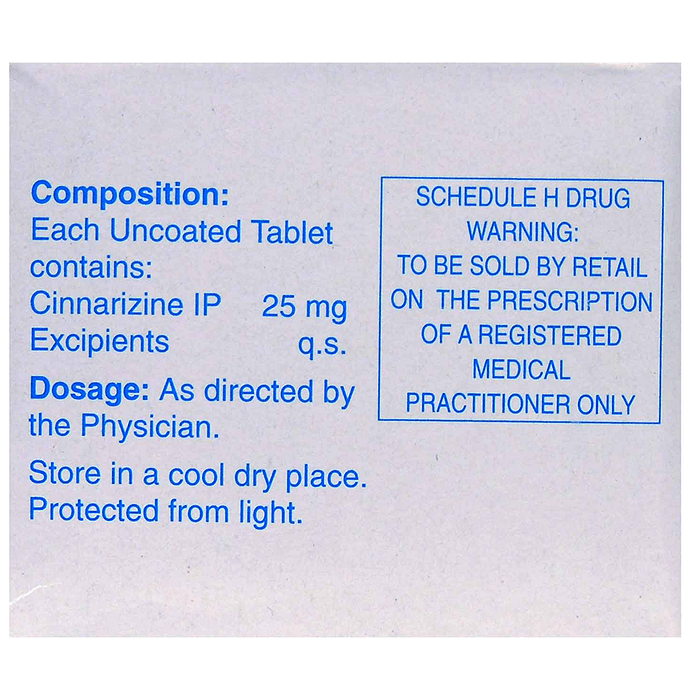 Composition:
Each Uncoated Tablet
contains:
Cinnarizine IP 25 mg
Excipients q.s.
Dosage: As directed by
the Physician.
Store in a cool dry place.
Protected from light.
SCHEDULE H DRUG
WARNING:
TO BE SOLD BY RETAIL
ON THE PRESCRIPTION
OF A REGISTERED
MEDICAL
PRACTITIONER ONLY